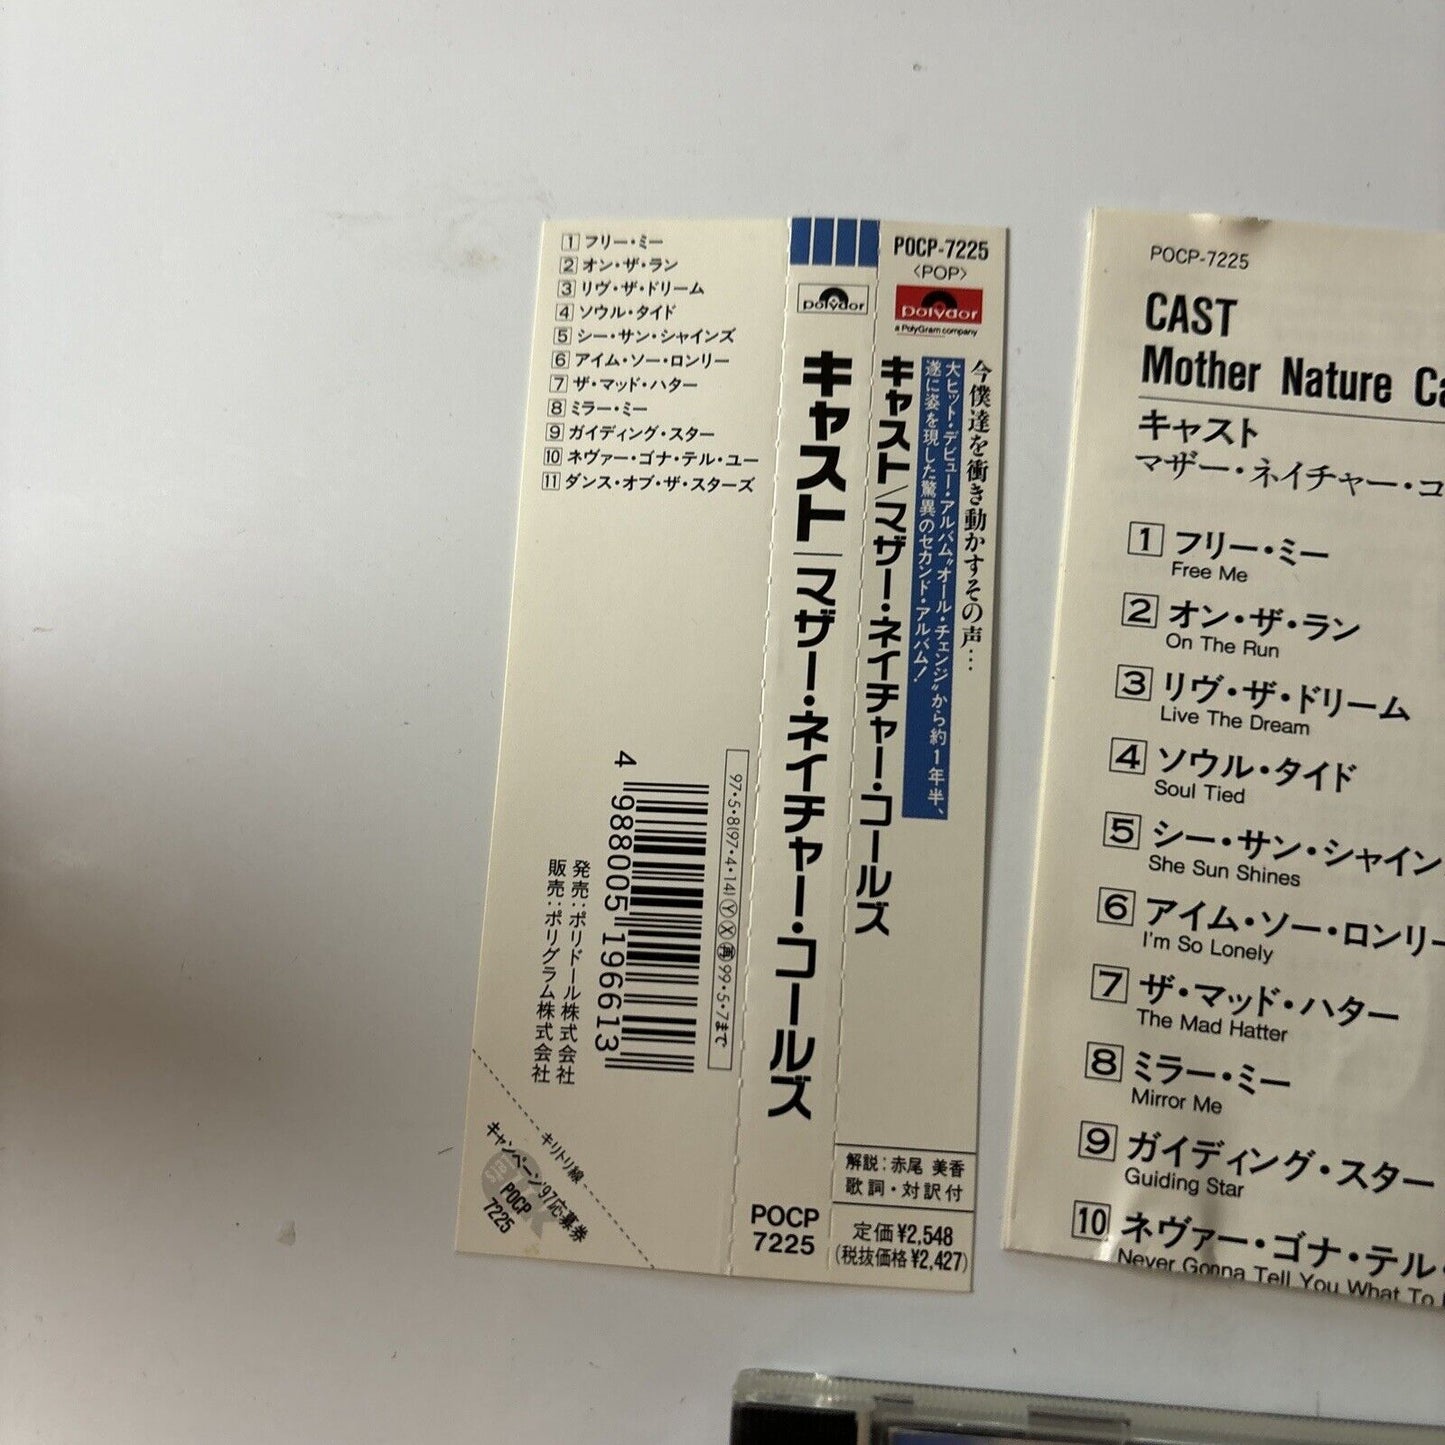 1 フリー・ミー
2 オン・ザ・ラン
3 リヴ・ザ・ドリーム
4 ソウル・タイド
5 シー・サン・シャインズ
6 アイム・ソー・ロンリー
7 ザ・マッド・ハター
8 ミラー・ミー
9 ガイディング・スター
10 ネヴァー・ゴナ・テル・ユー
11 ダンス・オブ・ザ・スターズ
97・5・8(97・4・14)ⓎⓍ再99・5・7まで
4 988005 196613
発売:ポリドール株式会社
販売:ポリグラム株式会社
キリトリ線
キャンペーン'97応募券
POCP
7225
polydor
キャスト|マザー・ネイチャー・コールズ
POCP
7225
POCP-7225
〈POP〉
polydor
a PolyGram company
今僕達を衝き動かすその声…
大ヒット・デビュー・アルバム“オール・チェンジ”から約1年半、
遂に姿を現した驚異のセカンド・アルバム!
キャスト/マザー・ネイチャー・コールズ
解説:赤尾 美香
歌詞・対訳付
定価¥2,548
(税抜価格¥2,427)
POCP-7225
CAST
Mother Nature Ca
キャスト
マザー・ネイチャー・コ
1 フリー・ミー
Free Me
2 オン・ザ・ラン
On The Run
3 リヴ・ザ・ドリーム
Live The Dream
4 ソウル・タイド
Soul Tied
5 シー・サン・シャイン
She Sun Shines
6 アイム・ソー・ロンリー
I'm So Lonely
7 ザ・マッド・ハター
The Mad Hatter
8 ミラー・ミー
Mirror Me
9 ガイディング・スター
Guiding Star
10 ネヴァー・ゴナ・テル・
Never Gonna Tell You What To